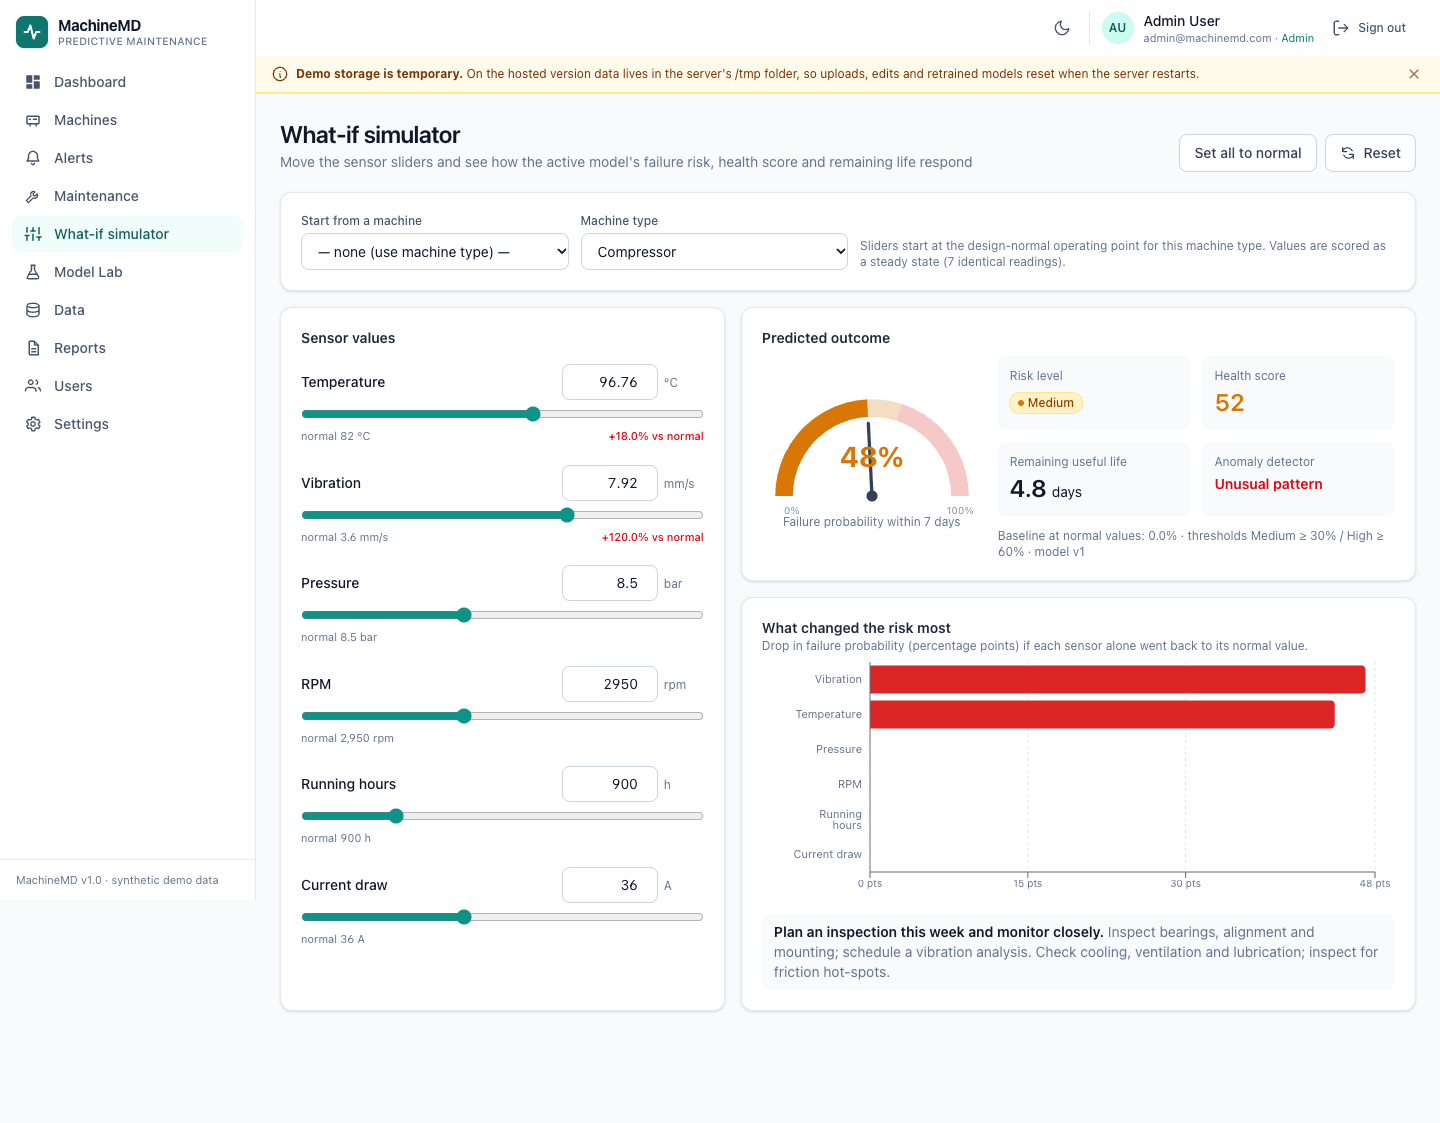 MachineMD
PREDICTIVE MAINTENANCE
Dashboard
Machines
Alerts
Maintenance
What-if simulator
Model Lab
Data
Reports
Users
Settings
MachineMD v1.0 · synthetic demo data
AU
Admin User
admin@machinemd.com · Admin
Sign out
Demo storage is temporary. On the hosted version data lives in the server's /tmp folder, so uploads, edits and retrained models reset when the server restarts.
What-if simulator
Move the sensor sliders and see how the active model's failure risk, health score and remaining life respond
Set all to normal
Reset
Start from a machine
— none (use machine type) —
Machine type
Compressor
Sliders start at the design-normal operating point for this machine type. Values are scored as
a steady state (7 identical readings).
Sensor values
Temperature
96.76 °C
normal 82 °C
+18.0% vs normal
Vibration
7.92 mm/s
normal 3.6 mm/s
+120.0% vs normal
Pressure
8.5 bar
normal 8.5 bar
RPM
2950 rpm
normal 2,950 rpm
Running hours
900 h
normal 900 h
Current draw
36 A
normal 36 A
Predicted outcome
48%
0%
100%
Failure probability within 7 days
Risk level
Medium
Health score
52
Remaining useful life
4.8 days
Anomaly detector
Unusual pattern
Baseline at normal values: 0.0% · thresholds Medium ≥ 30% / High ≥
60% · model v1
What changed the risk most
Drop in failure probability (percentage points) if each sensor alone went back to its normal value.
Vibration
Temperature
Pressure
RPM
Running
hours
Current draw
0 pts
15 pts
30 pts
48 pts
Plan an inspection this week and monitor closely. Inspect bearings, alignment and
mounting; schedule a vibration analysis. Check cooling, ventilation and lubrication; inspect for
friction hot-spots.